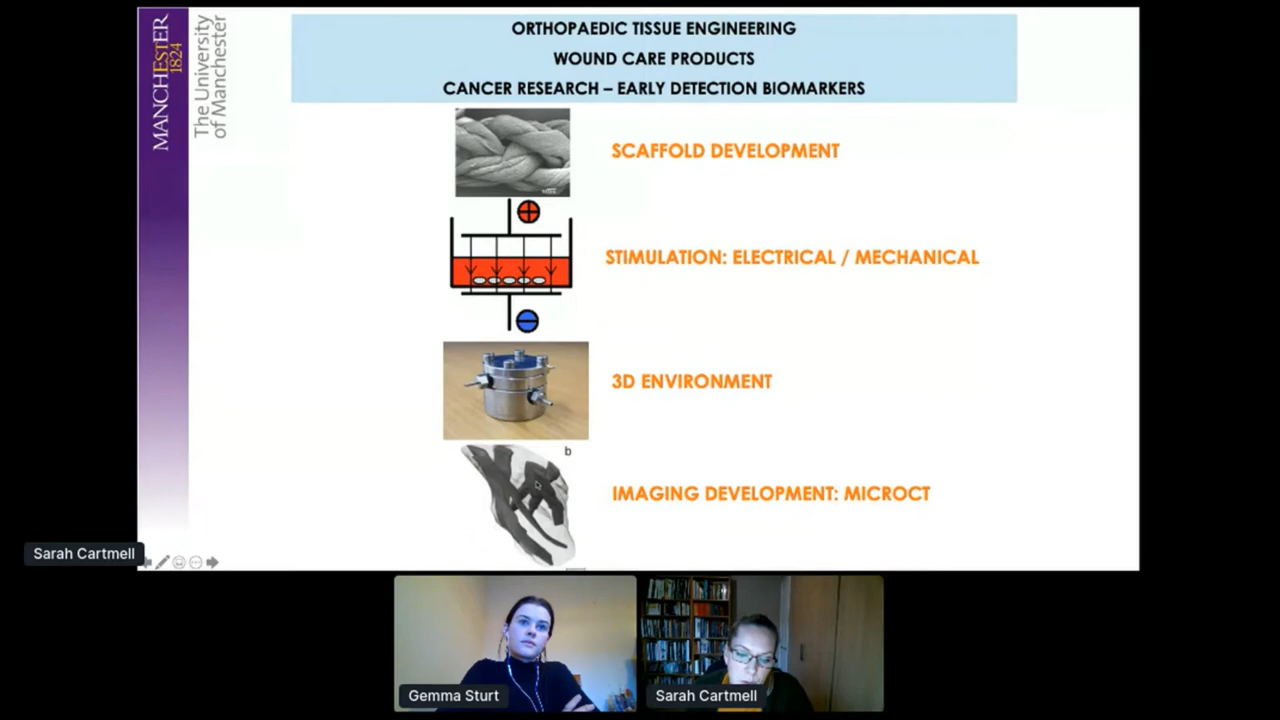 MANCHESTER
1824
The University
of Manchester
ORTHOPAEDIC TISSUE ENGINEERING
WOUND CARE PRODUCTS
CANCER RESEARCH – EARLY DETECTION BIOMARKERS
SCAFFOLD DEVELOPMENT
STIMULATION: ELECTRICAL / MECHANICAL
3D ENVIRONMENT
b
IMAGING DEVELOPMENT: MICROCT
Sarah Cartmell
Gemma Sturt
Sarah Cartmell